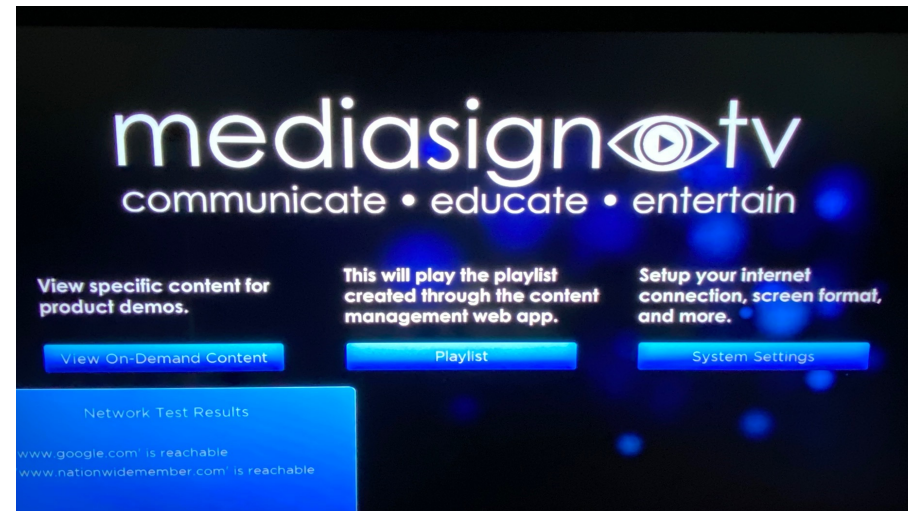 mediasign tv
communicate • educate • entertain
View specific content for
product demos.
View On-Demand Content
This will play the playlist
created through the content
management web app.
Playlist
Setup your internet
connection, screen format,
and more.
System Settings
Network Test Results
www.google.com' is reachable
www.nationwidemember.com' is reachable